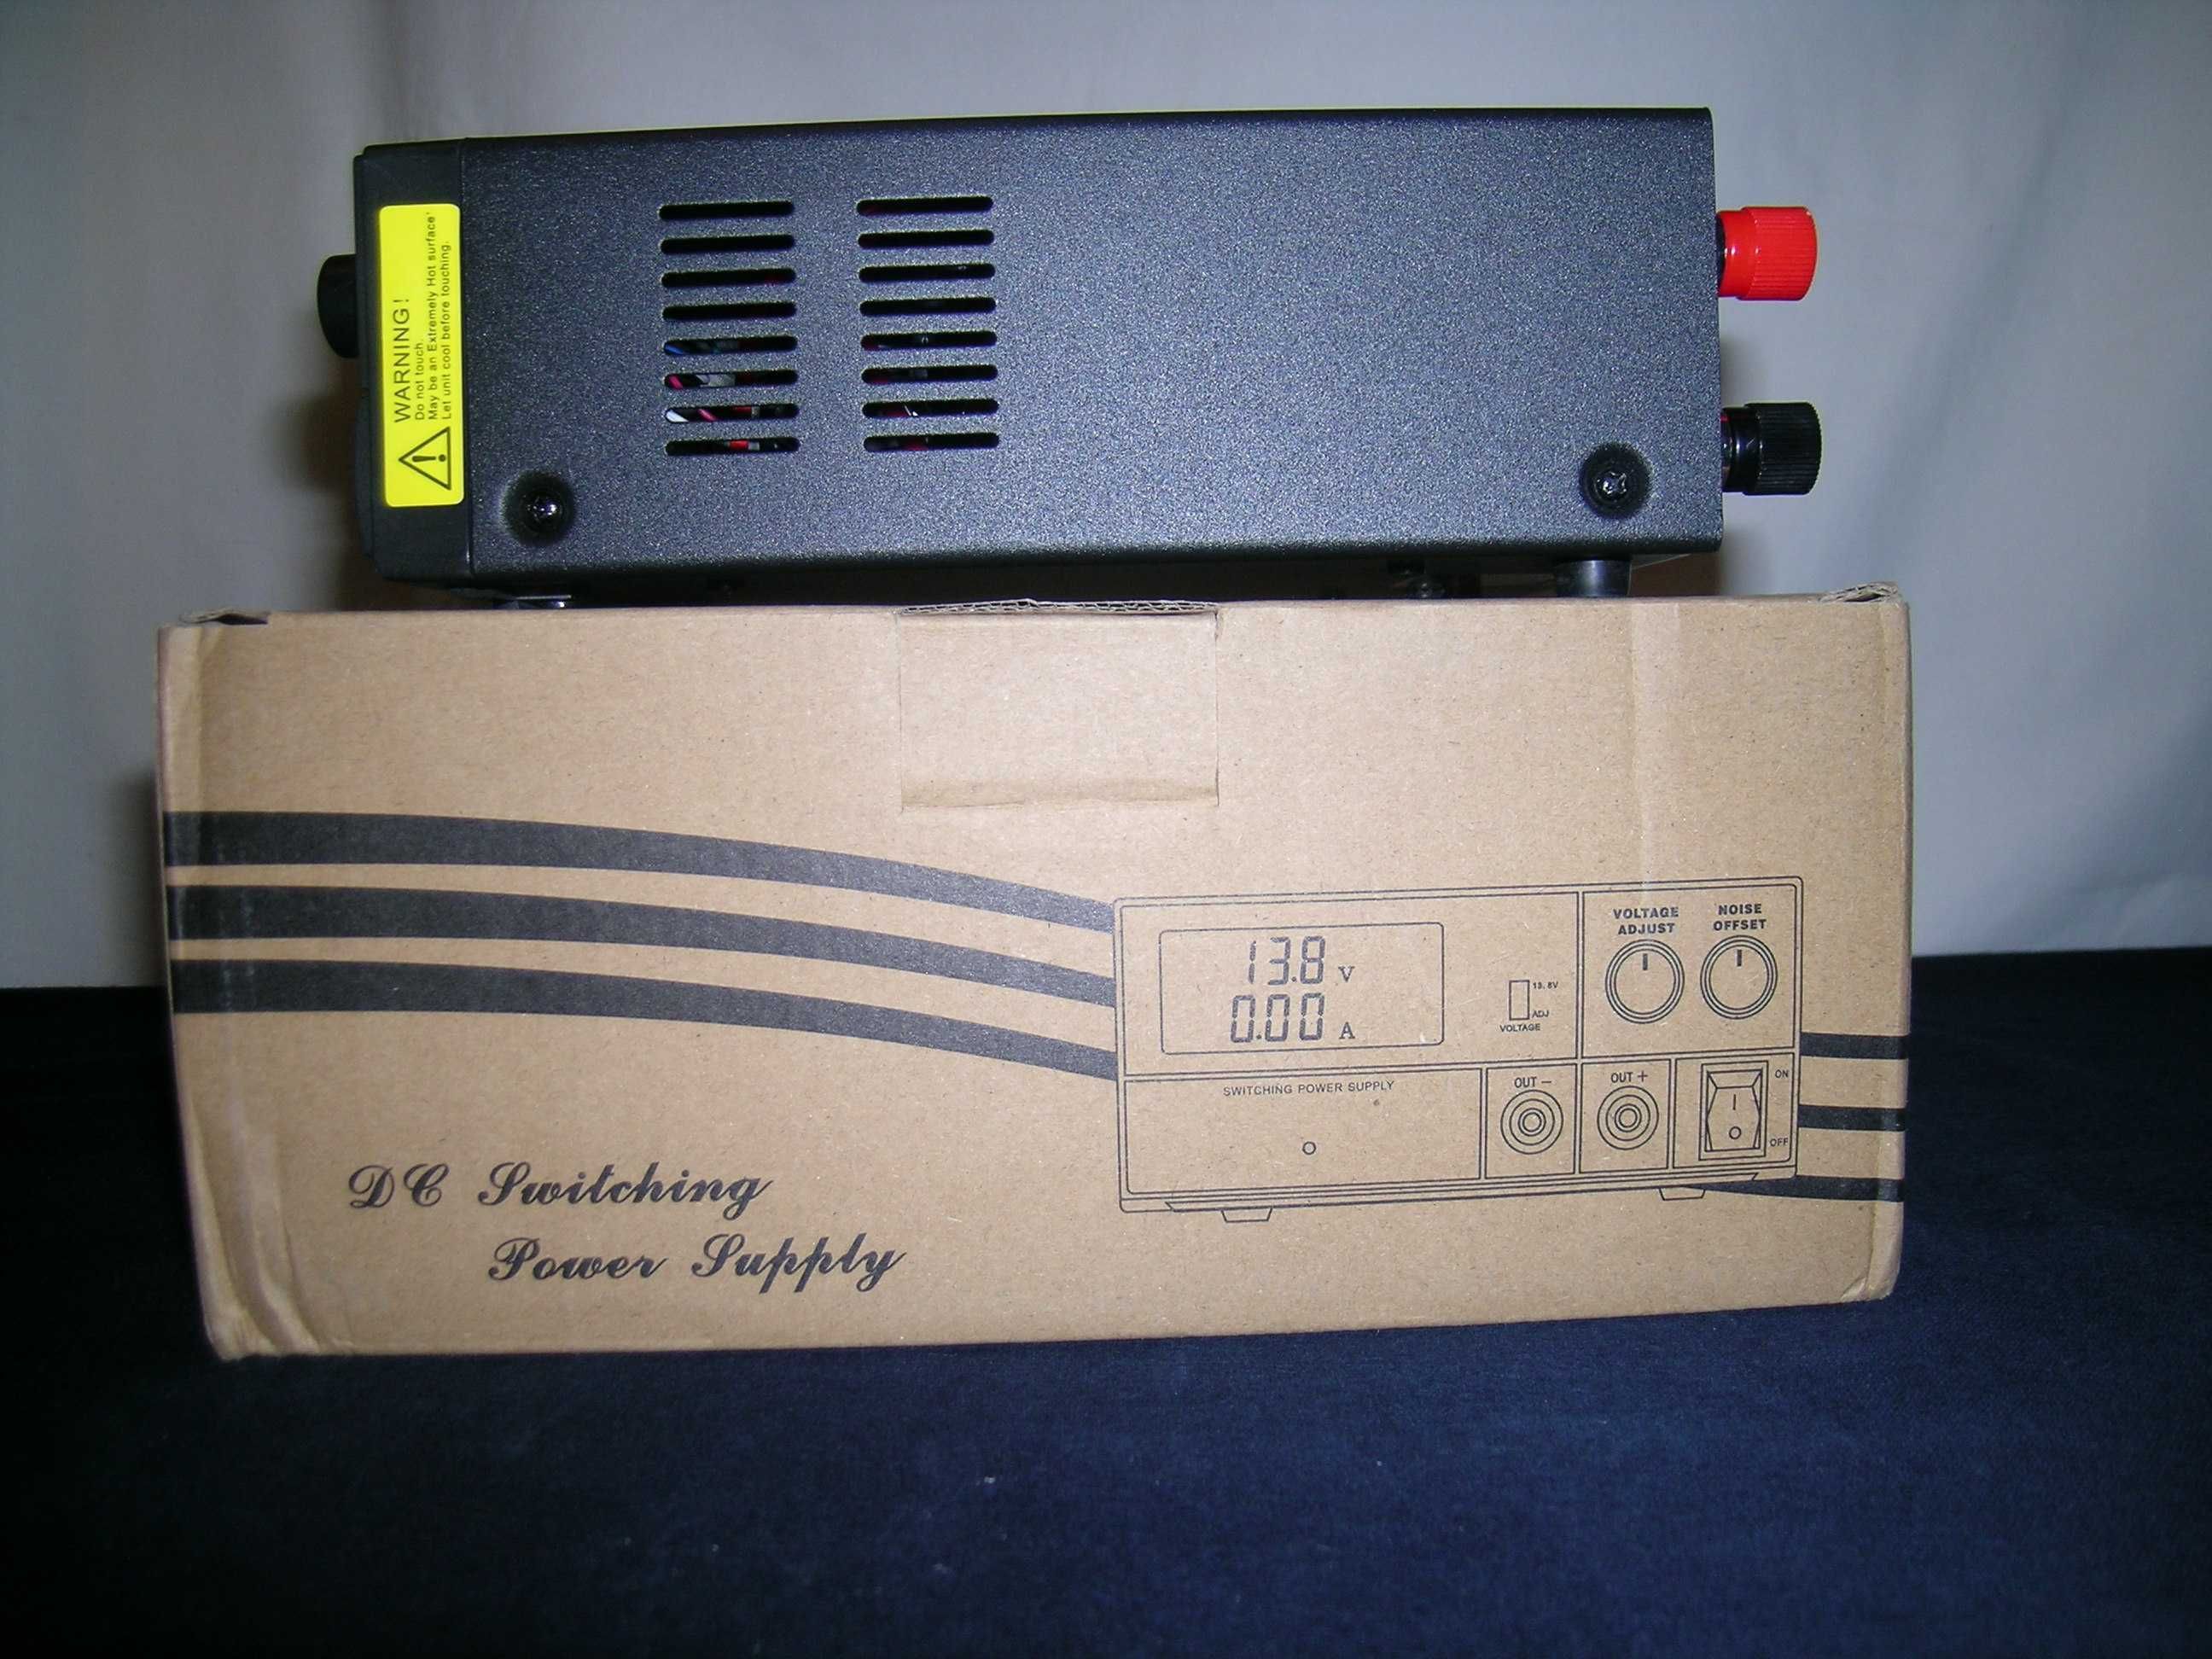 WARNING!
Do not touch.
May be an Extremely Hot surface'
Let unit cool before touching.
13.8 V
0.00 A
13.8V
ADJ
VOLTAGE
VOLTAGE
ADJUST
NOISE
OFFSET
SWITCHING POWER SUPPLY
OUT −
OUT +
ON
OFF
DC Switching
Power Supply